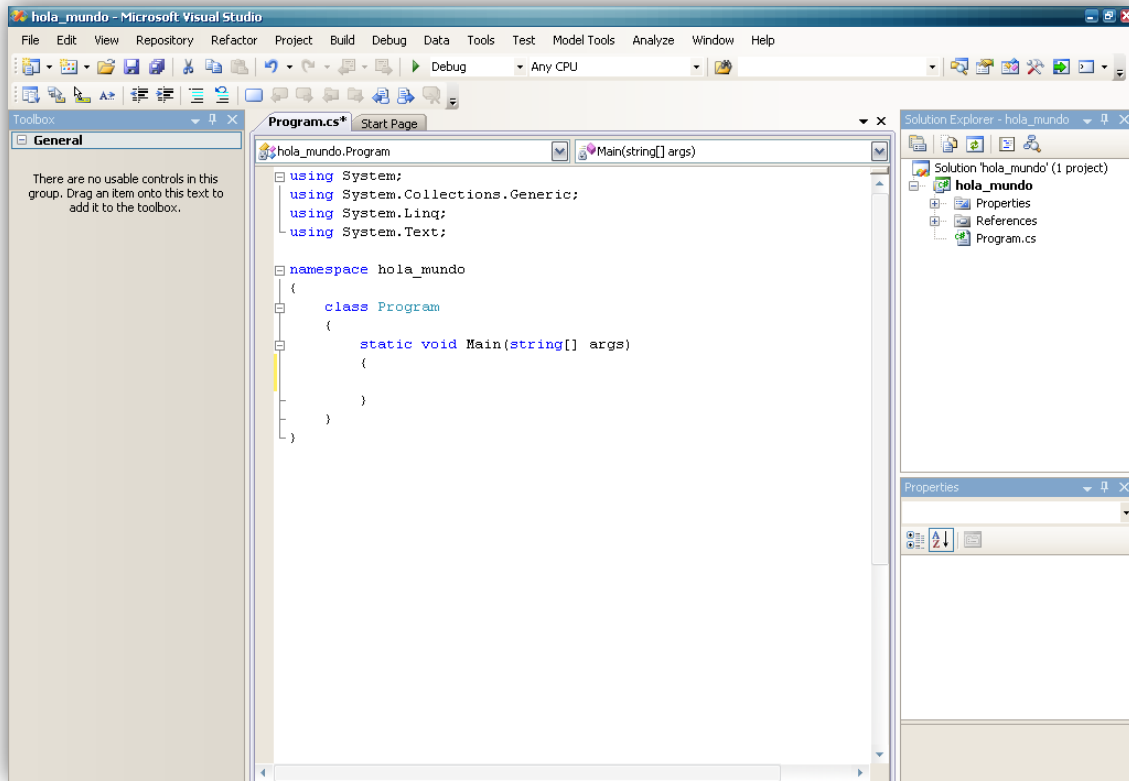 hola_mundo - Microsoft Visual Studio
File Edit View Repository Refactor Project Build Debug Data Tools Test Model Tools Analyze Window Help
Debug Any CPU
Toolbox
General
There are no usable controls in this
group. Drag an item onto this text to
add it to the toolbox.
Program.cs* Start Page
hola_mundo.Program Main(string[] args)
using System;
using System.Collections.Generic;
using System.Linq;
using System.Text;
namespace hola_mundo
{
class Program
{
static void Main(string[] args)
{
}
}
}
Solution Explorer - hola_mundo
Solution 'hola_mundo' (1 project)
hola_mundo
Properties
References
Program.cs
Properties